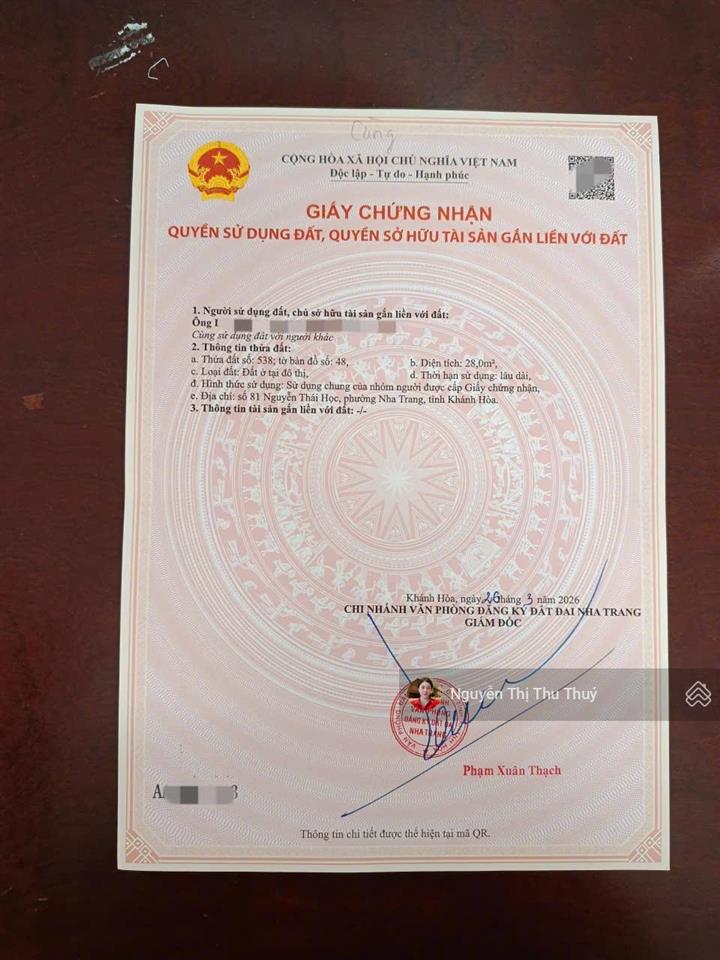 Cùng
CỘNG HÒA XÃ HỘI CHỦ NGHĨA VIỆT NAM
Độc lập - Tự do - Hạnh phúc
GIẤY CHỨNG NHẬN
QUYỀN SỬ DỤNG ĐẤT, QUYỀN SỞ HỮU TÀI SẢN GẮN LIỀN VỚI ĐẤT
1. Người sử dụng đất, chủ sở hữu tài sản gắn liền với đất:
Ông
Cùng sử dụng đất với người khác
2. Thông tin thửa đất:
a. Thửa đất số: 538; tờ bản đồ số: 48, b. Diện tích: 28,0m²,
c. Loại đất: Đất ở tại đô thị, d. Thời hạn sử dụng: lâu dài,
đ. Hình thức sử dụng: Sử dụng chung của nhóm người được cấp Giấy chứng nhận,
e. Địa chỉ: số 81 Nguyễn Thái Học, phường Nha Trang, tỉnh Khánh Hòa.
3. Thông tin tài sản gắn liền với đất: -/-
Khánh Hòa, ngày 26 tháng 3 năm 2026
CHI NHÁNH VĂN PHÒNG ĐĂNG KÝ ĐẤT ĐAI NHA TRANG
GIÁM ĐỐC
Nguyễn Thị Thu Thuý
VĂN PHÒNG
ĐĂNG KÝ ĐẤT ĐAI
NHA TRANG
Phạm Xuân Thạch
Thông tin chi tiết được thể hiện tại mã QR.